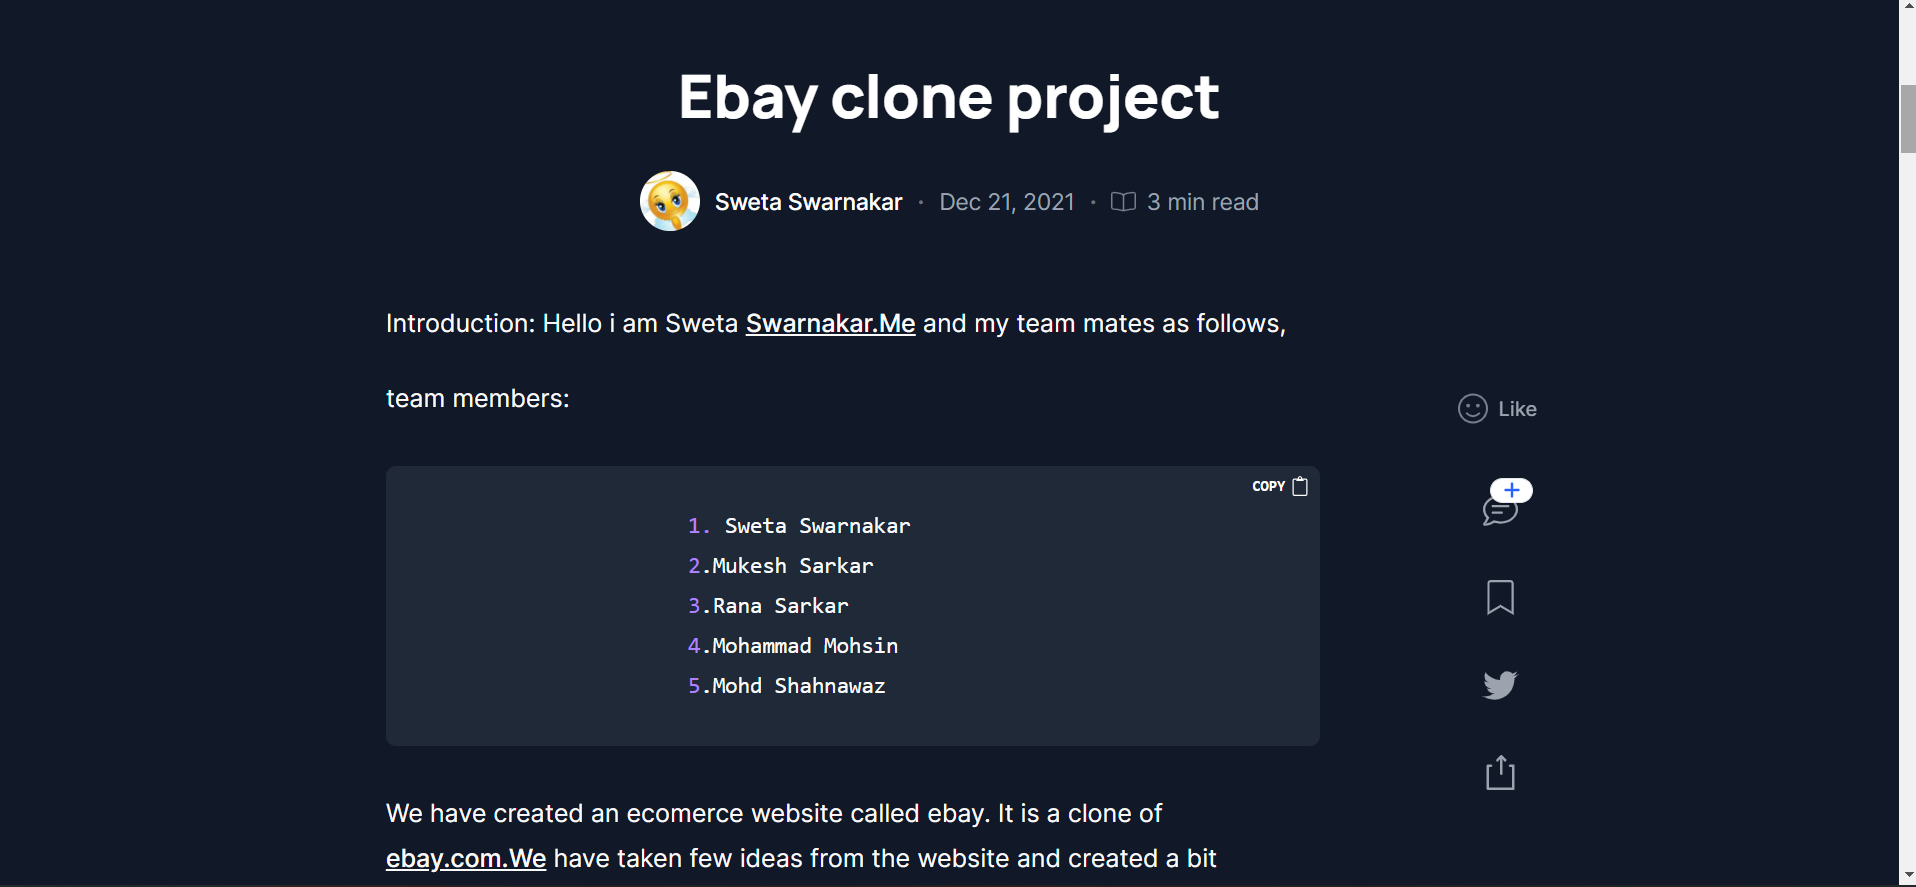 Ebay clone project
Sweta Swarnakar · Dec 21, 2021 · 3 min read
Introduction: Hello i am Sweta Swarnakar.Me and my team mates as follows,
team members:
Like
COPY
1. Sweta Swarnakar
2.Mukesh Sarkar
3.Rana Sarkar
4.Mohammad Mohsin
5.Mohd Shahnawaz
We have created an ecomerce website called ebay. It is a clone of
ebay.com.We have taken few ideas from the website and created a bit